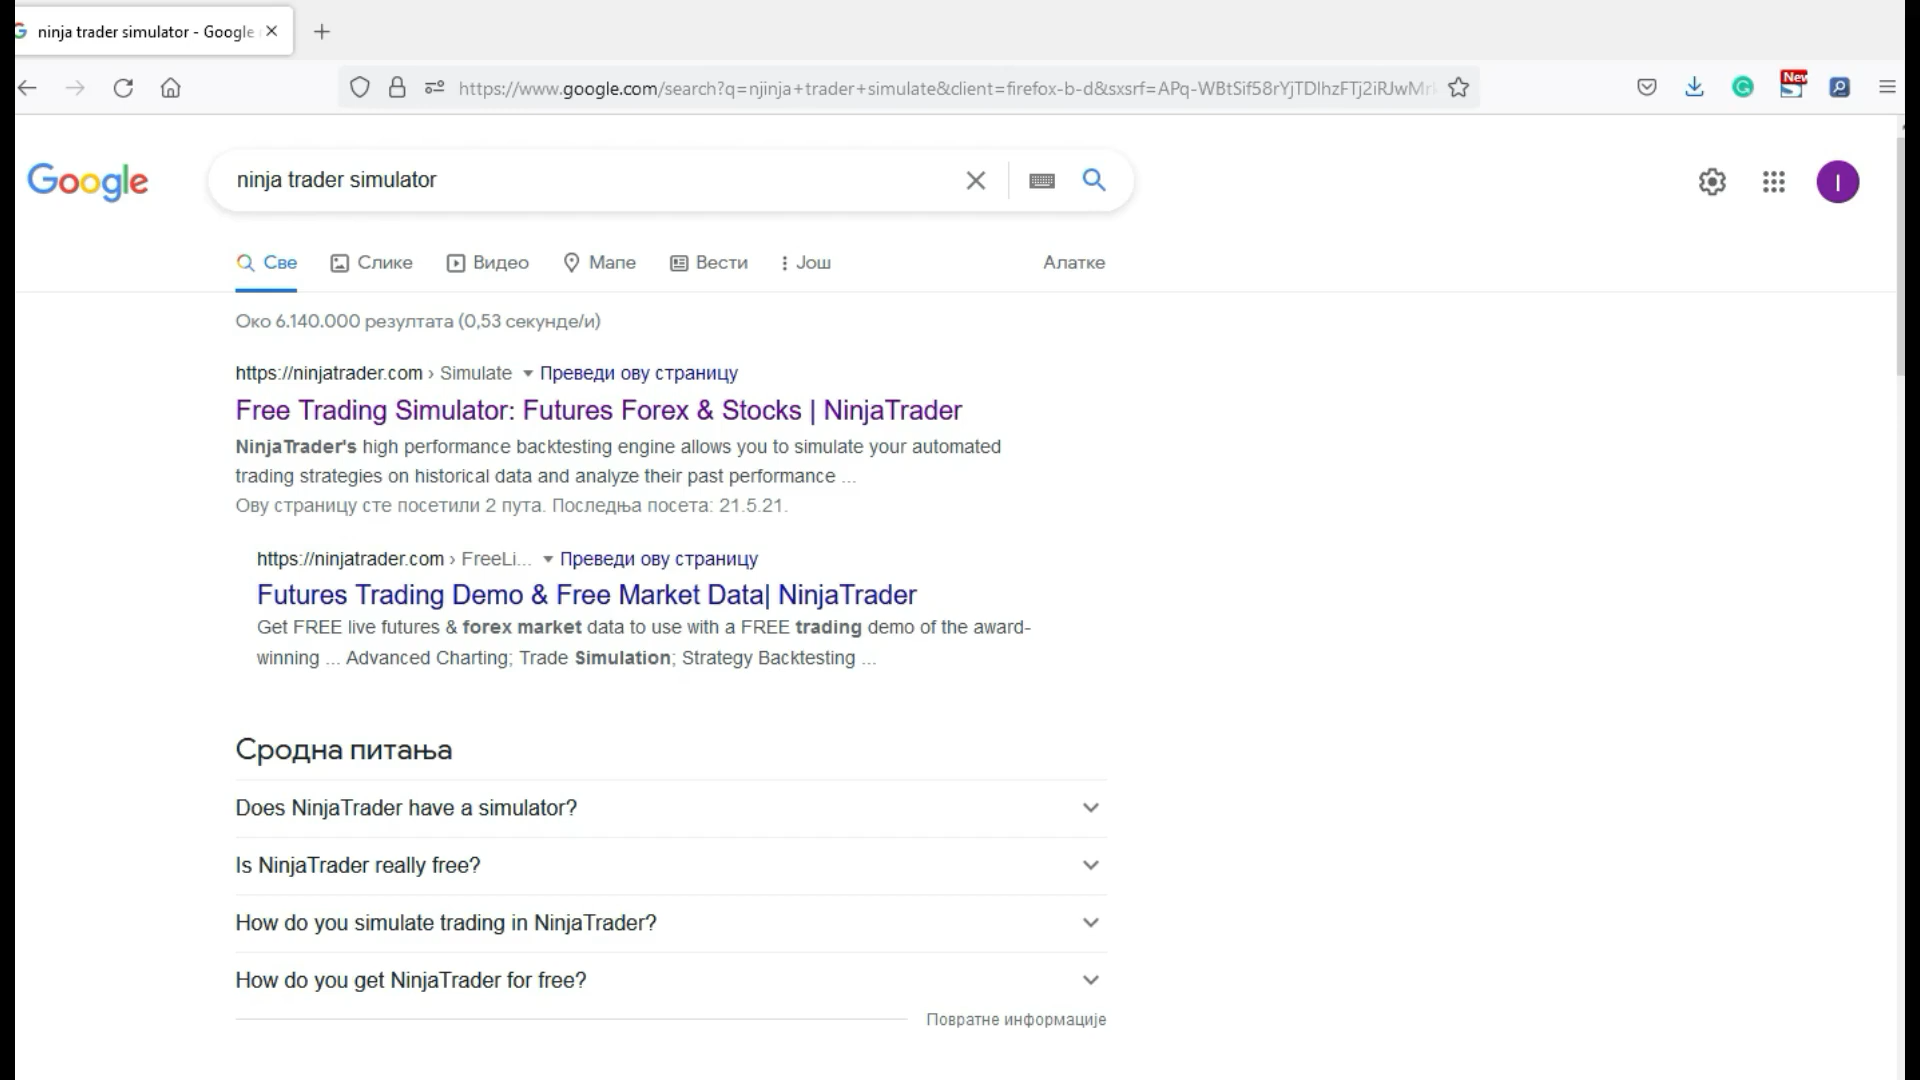 ninja trader simulator - Google
https://www.google.com/search?q=njinja+trader+simulate&client=firefox-b-d&sxsrf=APq-WBtSif58rYjTDlhzFTj2iRJwMr
New
Google
ninja trader simulator
I
Све Слике Видео Мапе Вести Још Алатке
Око 6.140.000 резултата (0,53 секунде/и)
https://ninjatrader.com › Simulate Преведи ову страницу
Free Trading Simulator: Futures Forex & Stocks | NinjaTrader
NinjaTrader's high performance backtesting engine allows you to simulate your automated
trading strategies on historical data and analyze their past performance ...
Ову страницу сте посетили 2 пута. Последња посета: 21.5.21.
https://ninjatrader.com › FreeLi... Преведи ову страницу
Futures Trading Demo & Free Market Data| NinjaTrader
Get FREE live futures & forex market data to use with a FREE trading demo of the award-
winning ... Advanced Charting; Trade Simulation; Strategy Backtesting ...
Сродна питања
Does NinjaTrader have a simulator?
Is NinjaTrader really free?
How do you simulate trading in NinjaTrader?
How do you get NinjaTrader for free?
Повратне информације